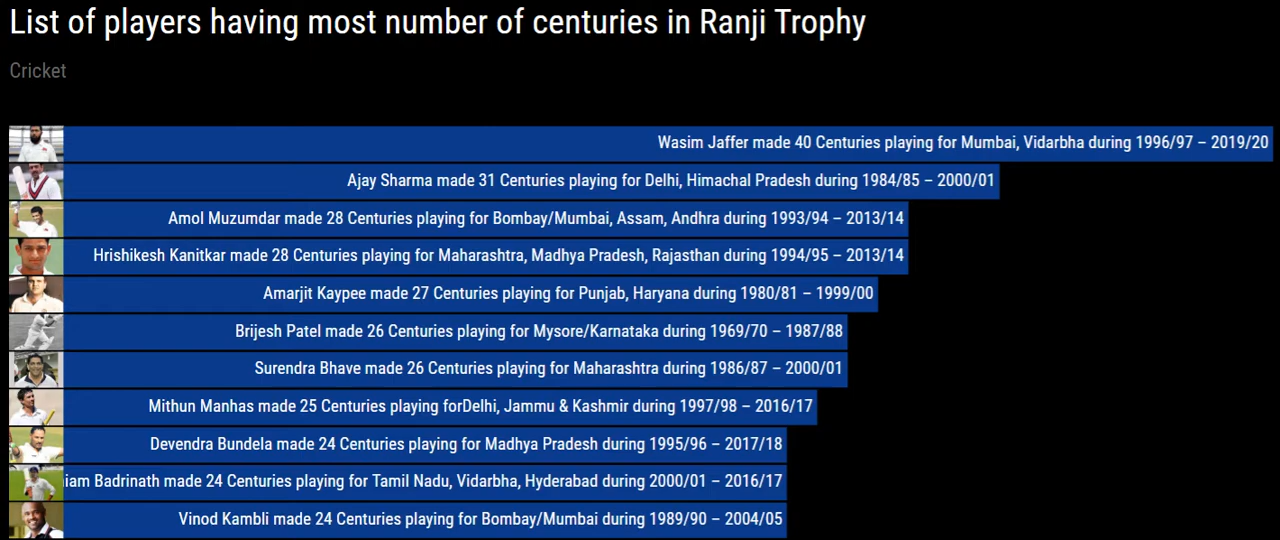 List of players having most number of centuries in Ranji Trophy
Cricket
Wasim Jaffer made 40 Centuries playing for Mumbai, Vidarbha during 1996/97 – 2019/20
Ajay Sharma made 31 Centuries playing for Delhi, Himachal Pradesh during 1984/85 – 2000/01
Amol Muzumdar made 28 Centuries playing for Bombay/Mumbai, Assam, Andhra during 1993/94 – 2013/14
Hrishikesh Kanitkar made 28 Centuries playing for Maharashtra, Madhya Pradesh, Rajasthan during 1994/95 – 2013/14
Amarjit Kaypee made 27 Centuries playing for Punjab, Haryana during 1980/81 – 1999/00
Brijesh Patel made 26 Centuries playing for Mysore/Karnataka during 1969/70 – 1987/88
Surendra Bhave made 26 Centuries playing for Maharashtra during 1986/87 – 2000/01
Mithun Manhas made 25 Centuries playing forDelhi, Jammu & Kashmir during 1997/98 – 2016/17
Devendra Bundela made 24 Centuries playing for Madhya Pradesh during 1995/96 – 2017/18
iam Badrinath made 24 Centuries playing for Tamil Nadu, Vidarbha, Hyderabad during 2000/01 – 2016/17
Vinod Kambli made 24 Centuries playing for Bombay/Mumbai during 1989/90 – 2004/05